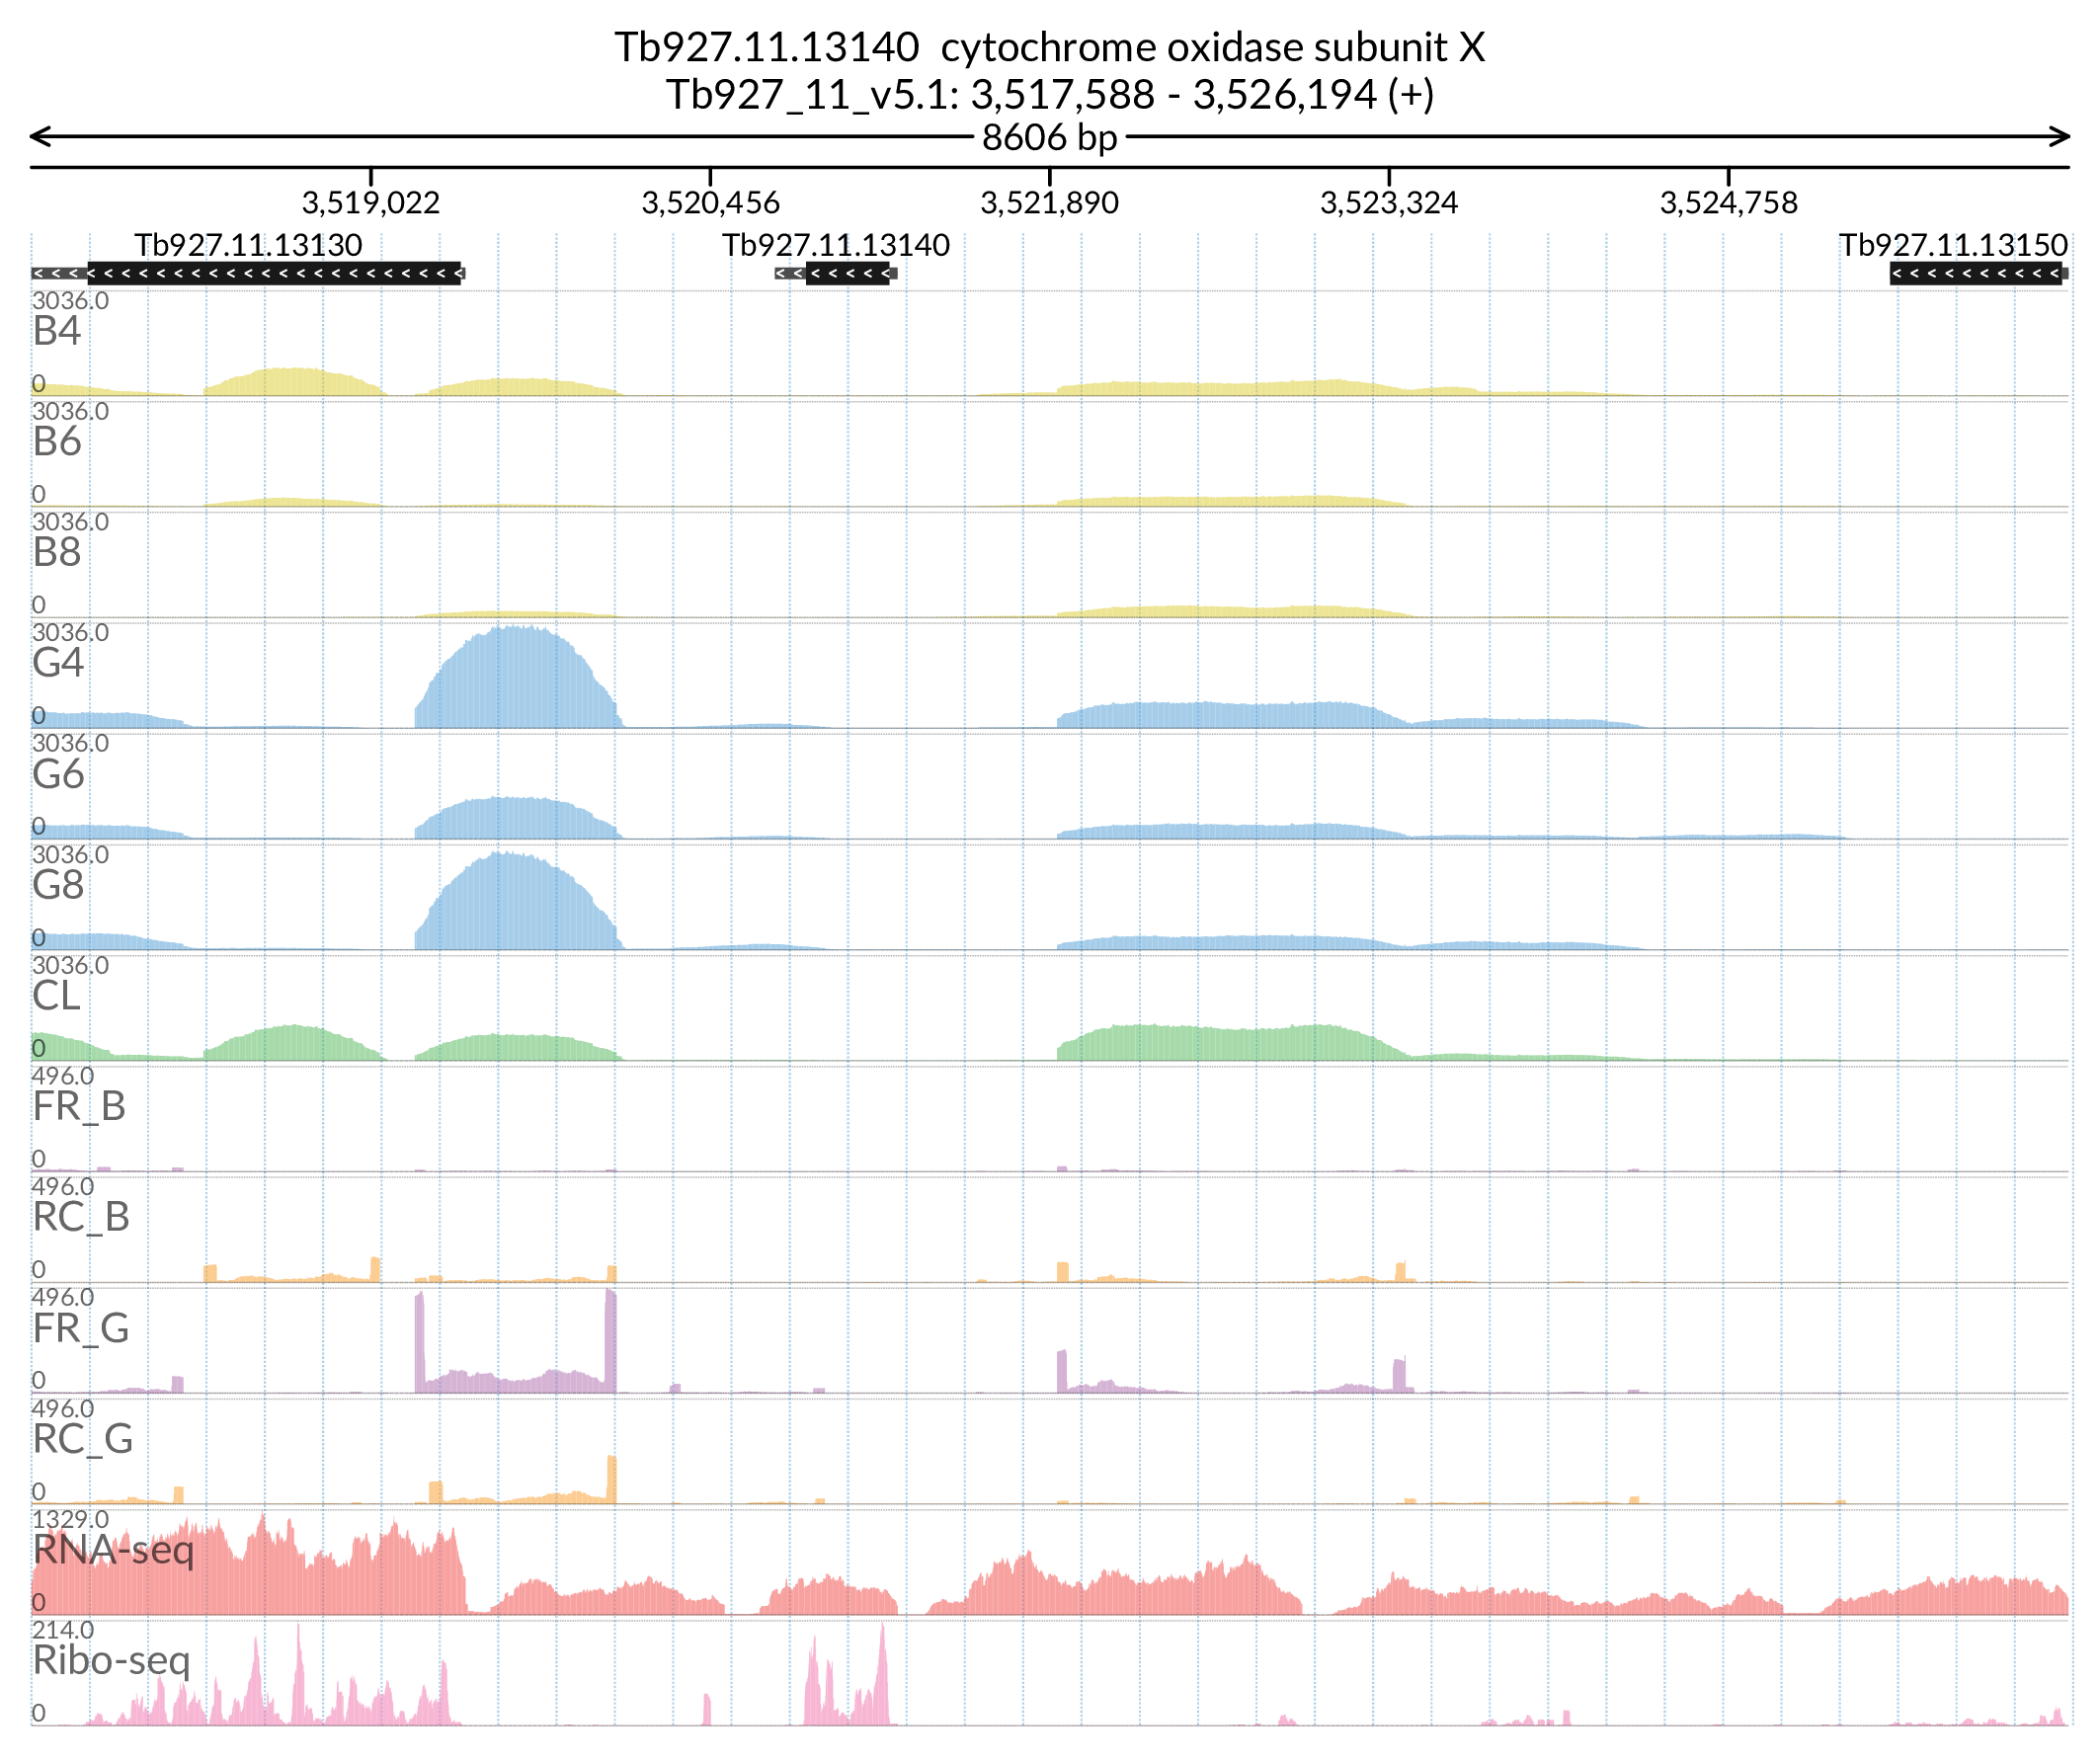 Tb927.11.13140 cytochrome oxidase subunit X
Tb927_11_v5.1: 3,517,588 - 3,526,194 (+)
8606 bp
3,519,022 3,520,456 3,521,890 3,523,324 3,524,758
Tb927.11.13130 Tb927.11.13140 Tb927.11.13150
3036.0
B4
0
3036.0
B6
0
3036.0
B8
0
3036.0
G4
0
3036.0
G6
0
3036.0
G8
0
3036.0
CL
0
496.0
FR_B
0
496.0
RC_B
0
496.0
FR_G
0
496.0
RC_G
0
1329.0
RNA-seq
0
214.0
Ribo-seq
0